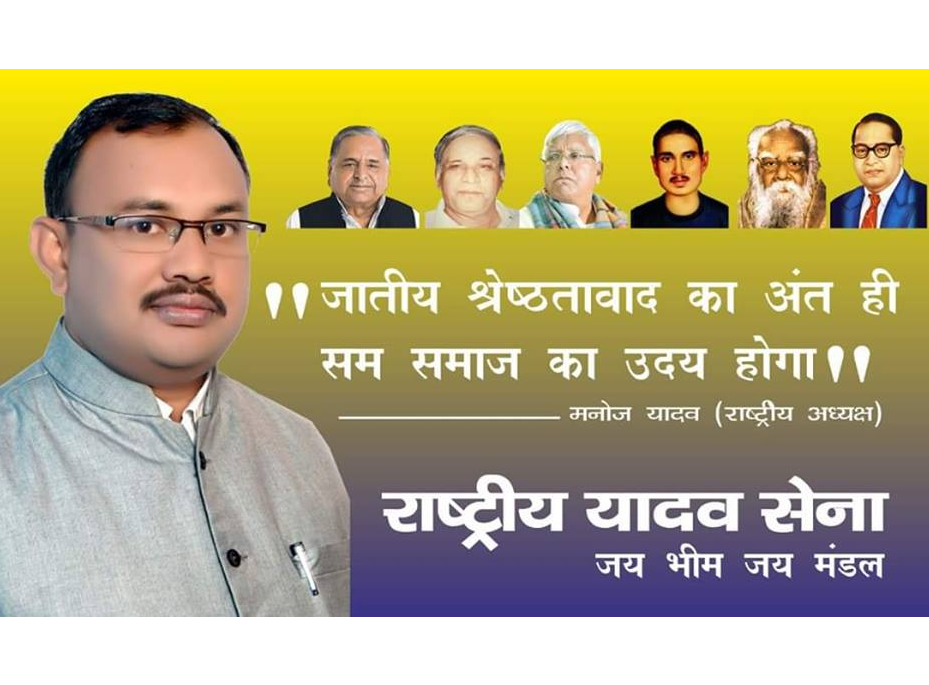 "जातीय श्रेष्ठतावाद का अंत ही
सम समाज का उदय होगा"
मनोज यादव (राष्ट्रीय अध्यक्ष)
राष्ट्रीय यादव सेना
जय भीम जय मंडल